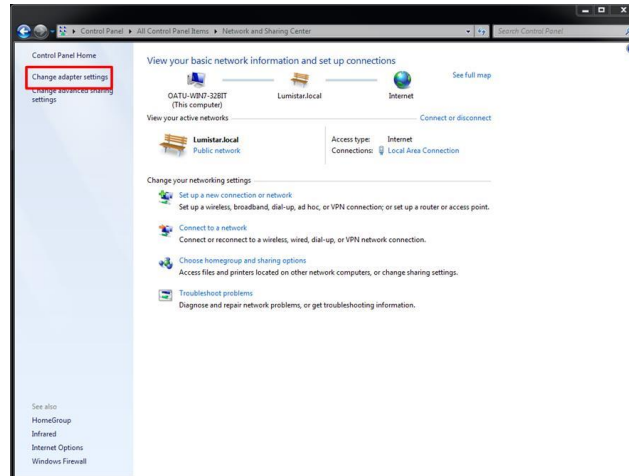 Control Panel ▸ All Control Panel Items ▸ Network and Sharing Center
Search Control Panel
Control Panel Home
Change adapter settings
Change advanced sharing
settings
View your basic network information and set up connections
See full map
OATU-WIN7-32BIT
(This computer)
Lumistar.local
Internet
View your active networks
Connect or disconnect
Lumistar.local
Public network
Access type: Internet
Connections: Local Area Connection
Change your networking settings
Set up a new connection or network
Set up a wireless, broadband, dial-up, ad hoc, or VPN connection; or set up a router or access point.
Connect to a network
Connect or reconnect to a wireless, wired, dial-up, or VPN network connection.
Choose homegroup and sharing options
Access files and printers located on other network computers, or change sharing settings.
Troubleshoot problems
Diagnose and repair network problems, or get troubleshooting information.
See also
HomeGroup
Infrared
Internet Options
Windows Firewall